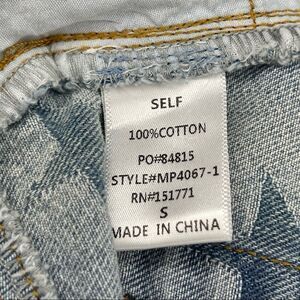 SELF
100%COTTON
PO#84815
STYLE#MP4067-1
RN#151771
S
MADE IN CHINA